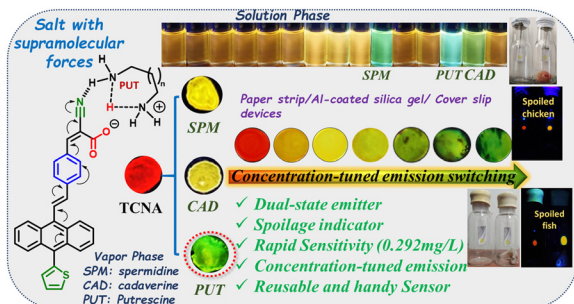 Salt with
supramolecular
forces
Solution Phase
SPM
PUT CAD
H
H
N
PUT
n
H
N
H
H
N
⊕
O
⊖
O
SPM
Paper strip/Al-coated silica gel/ Cover slip
devices
TCNA
Concentration-tuned emission switching
CAD
PUT
S
Vapor Phase
SPM: spermidine
CAD: cadaverine
PUT: Putrescine
✓ Dual-state emitter
✓ Spoilage indicator
✓ Rapid Sensitivity (0.292mg/L)
✓ Concentration-tuned emission
✓ Reusable and handy Sensor
Spoiled
chicken
Spoiled
fish